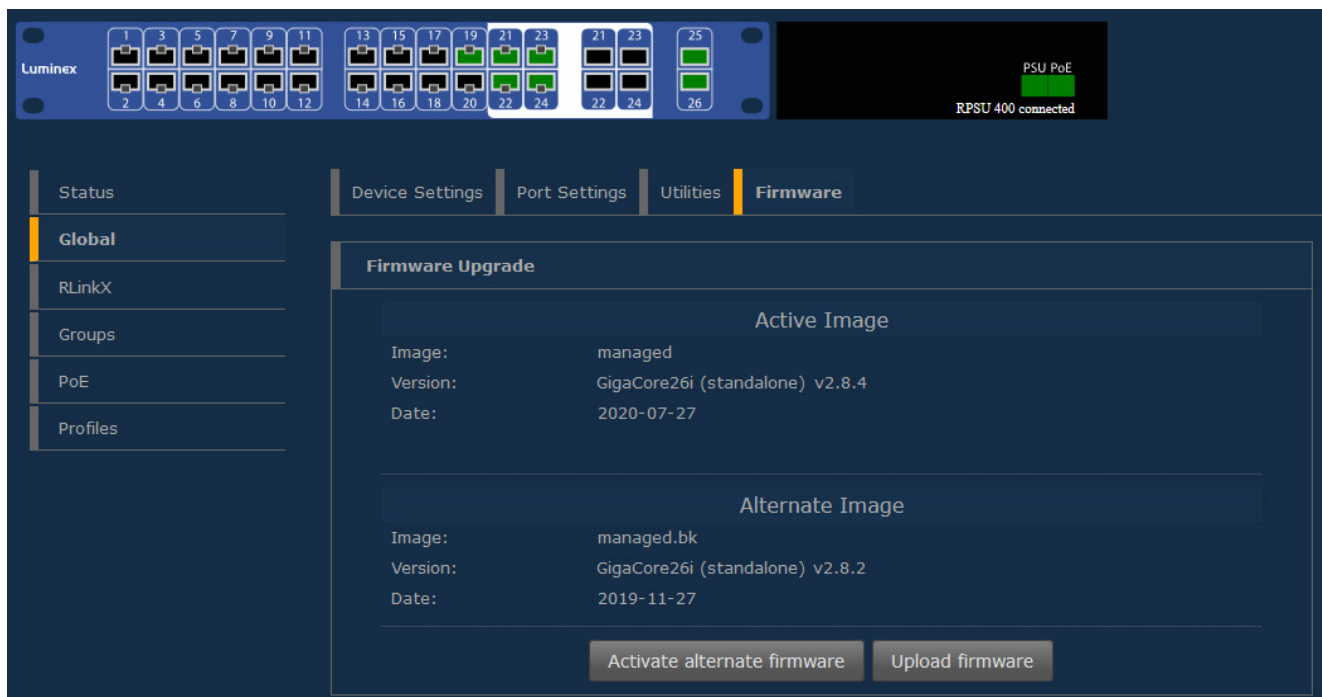 1 3 5 7 9 11 13 15 17 19 21 23 21 23 25
Luminex
PSU PoE
2 4 6 8 10 12 14 16 18 20 22 24 22 24 26
RPSU 400 connected
Status
Device Settings Port Settings Utilities Firmware
Global
Firmware Upgrade
RLinkX
Active Image
Groups
Image: managed
PoE
Version: GigaCore26i (standalone) v2.8.4
Date: 2020-07-27
Profiles
Alternate Image
Image: managed.bk
Version: GigaCore26i (standalone) v2.8.2
Date: 2019-11-27
Activate alternate firmware Upload firmware